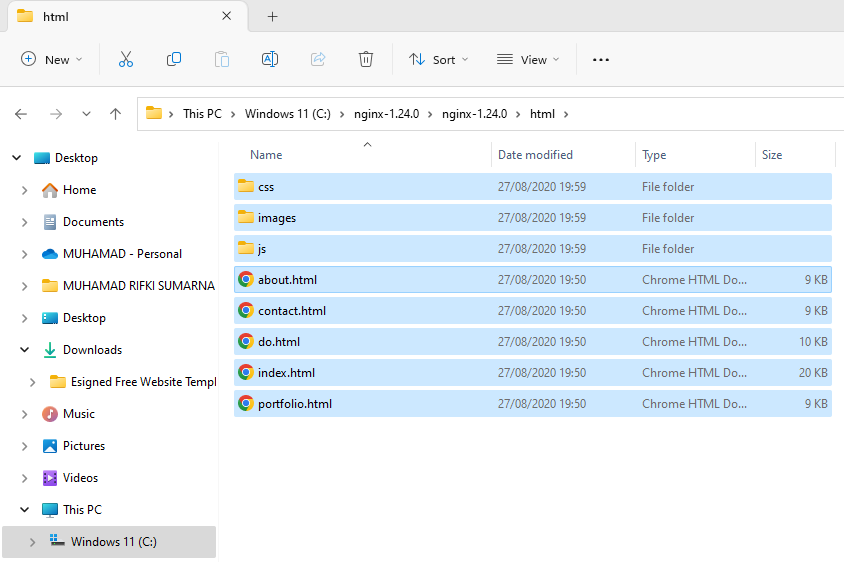 html
New
Sort
View
This PC
Windows 11 (C:)
nginx-1.24.0
nginx-1.24.0
html
Name
Date modified
Type
Size
Desktop
Home
Documents
MUHAMAD - Personal
MUHAMAD RIFKI SUMARNA
Desktop
Downloads
Esigned Free Website Templ
Music
Pictures
Videos
This PC
Windows 11 (C:)
css 27/08/2020 19:59 File folder
images 27/08/2020 19:59 File folder
js 27/08/2020 19:59 File folder
about.html 27/08/2020 19:50 Chrome HTML Do... 9 KB
contact.html 27/08/2020 19:50 Chrome HTML Do... 9 KB
do.html 27/08/2020 19:50 Chrome HTML Do... 10 KB
index.html 27/08/2020 19:50 Chrome HTML Do... 20 KB
portfolio.html 27/08/2020 19:50 Chrome HTML Do... 9 KB